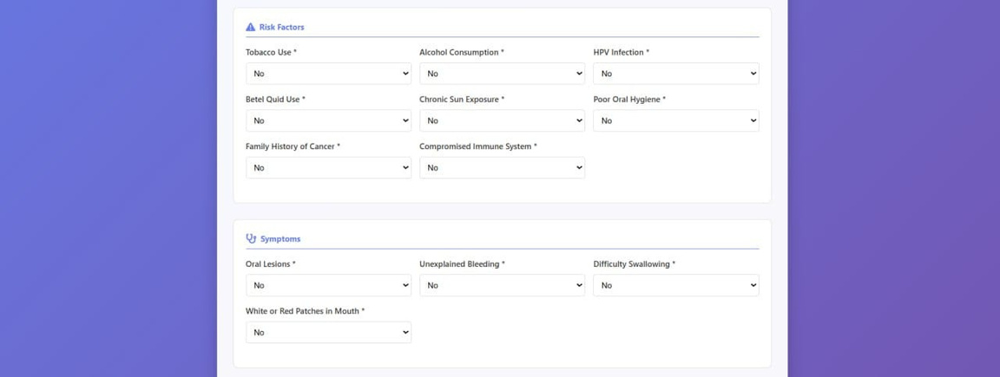 Risk Factors
Tobacco Use * Alcohol Consumption * HPV Infection *
No No No
Betel Quid Use * Chronic Sun Exposure * Poor Oral Hygiene *
No No No
Family History of Cancer * Compromised Immune System *
No No
Symptoms
Oral Lesions * Unexplained Bleeding * Difficulty Swallowing *
No No No
White or Red Patches in Mouth *
No